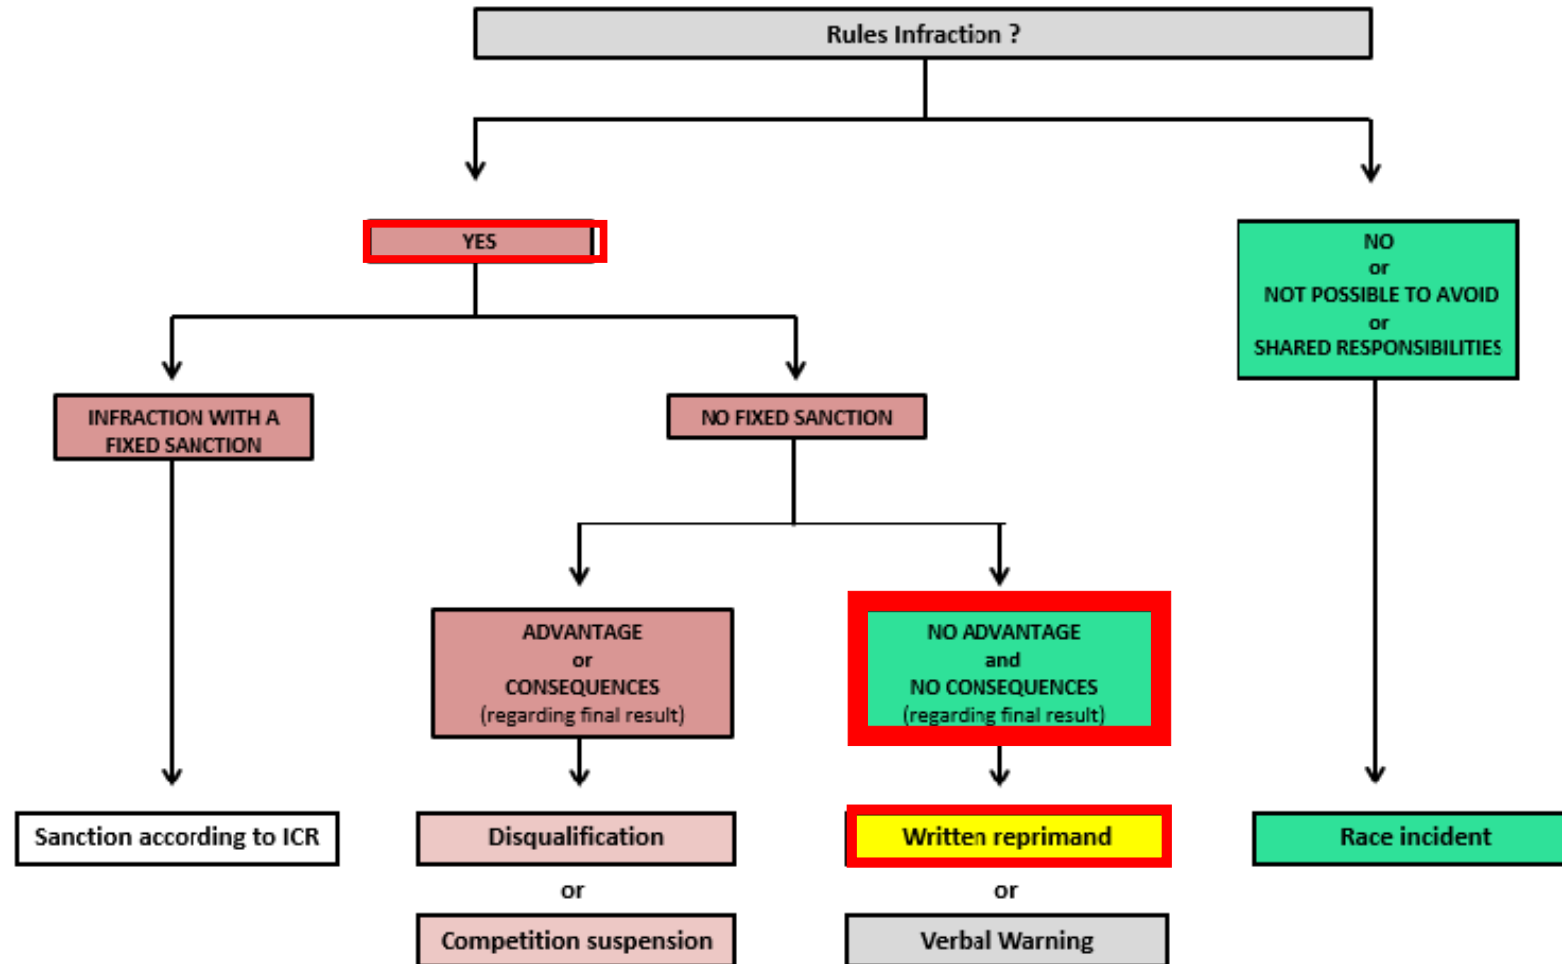 Rules Infraction ?
YES
NO
or
NOT POSSIBLE TO AVOID
or
SHARED RESPONSIBILITIES
INFRACTION WITH A
FIXED SANCTION
NO FIXED SANCTION
ADVANTAGE
or
CONSEQUENCES
(regarding final result)
NO ADVANTAGE
and
NO CONSEQUENCES
(regarding final result)
Sanction according to ICR
Disqualification
or
Competition suspension
Written reprimand
or
Verbal Warning
Race incident